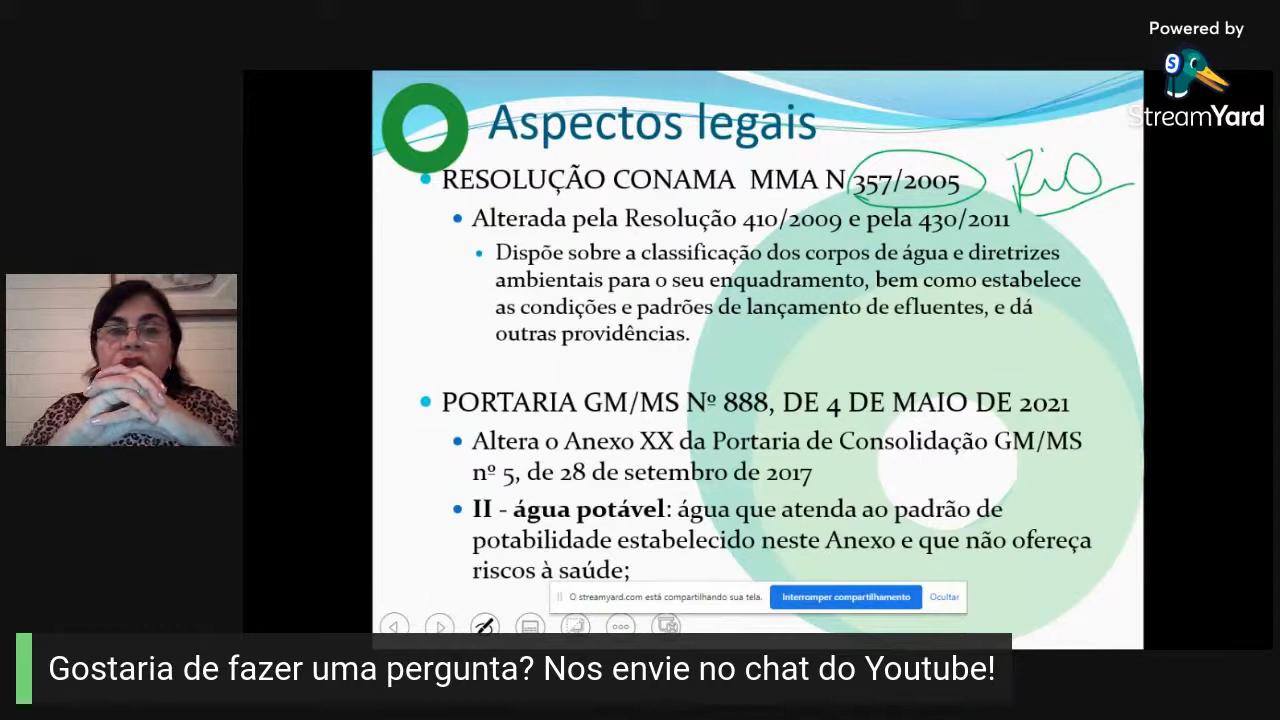 Powered by
StreamYard
Aspectos legais
RESOLUÇÃO CONAMA MMA N 357/2005
Rio
Alterada pela Resolução 410/2009 e pela 430/2011
Dispõe sobre a classificação dos corpos de água e diretrizes
ambientais para o seu enquadramento, bem como estabelece
as condições e padrões de lançamento de efluentes, e dá
outras providências.
PORTARIA GM/MS Nº 888, DE 4 DE MAIO DE 2021
Altera o Anexo XX da Portaria de Consolidação GM/MS
nº 5, de 28 de setembro de 2017
II - água potável: água que atenda ao padrão de
potabilidade estabelecido neste Anexo e que não ofereça
riscos à saúde;
O streamyard.com está compartilhando sua tela. Interromper compartilhamento Ocultar
Gostaria de fazer uma pergunta? Nos envie no chat do Youtube!